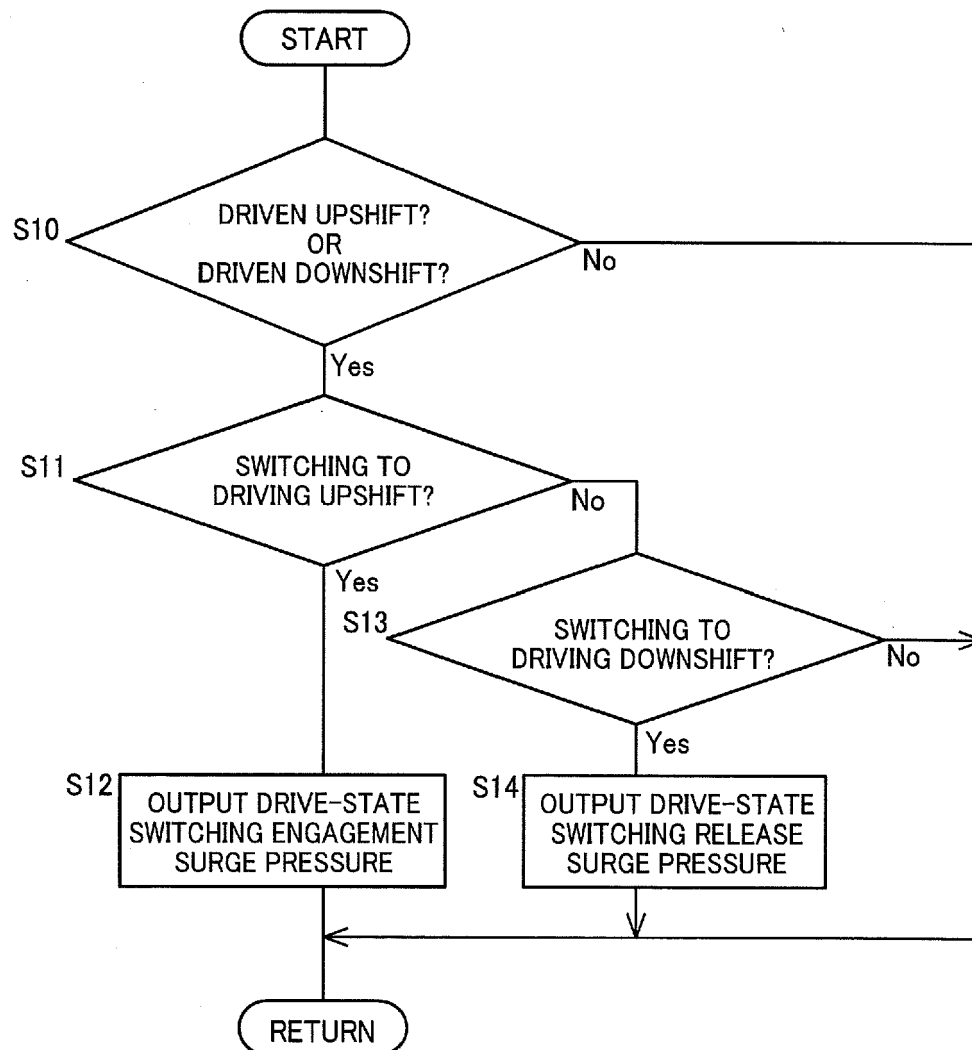 START
S10
DRIVEN UPSHIFT?
OR
DRIVEN DOWNSHIFT?
No
Yes
S11
SWITCHING TO
DRIVING UPSHIFT?
No
Yes
S13
SWITCHING TO
DRIVING DOWNSHIFT?
No
Yes
S12
OUTPUT DRIVE-STATE
SWITCHING ENGAGEMENT
SURGE PRESSURE
S14
OUTPUT DRIVE-STATE
SWITCHING RELEASE
SURGE PRESSURE
RETURN